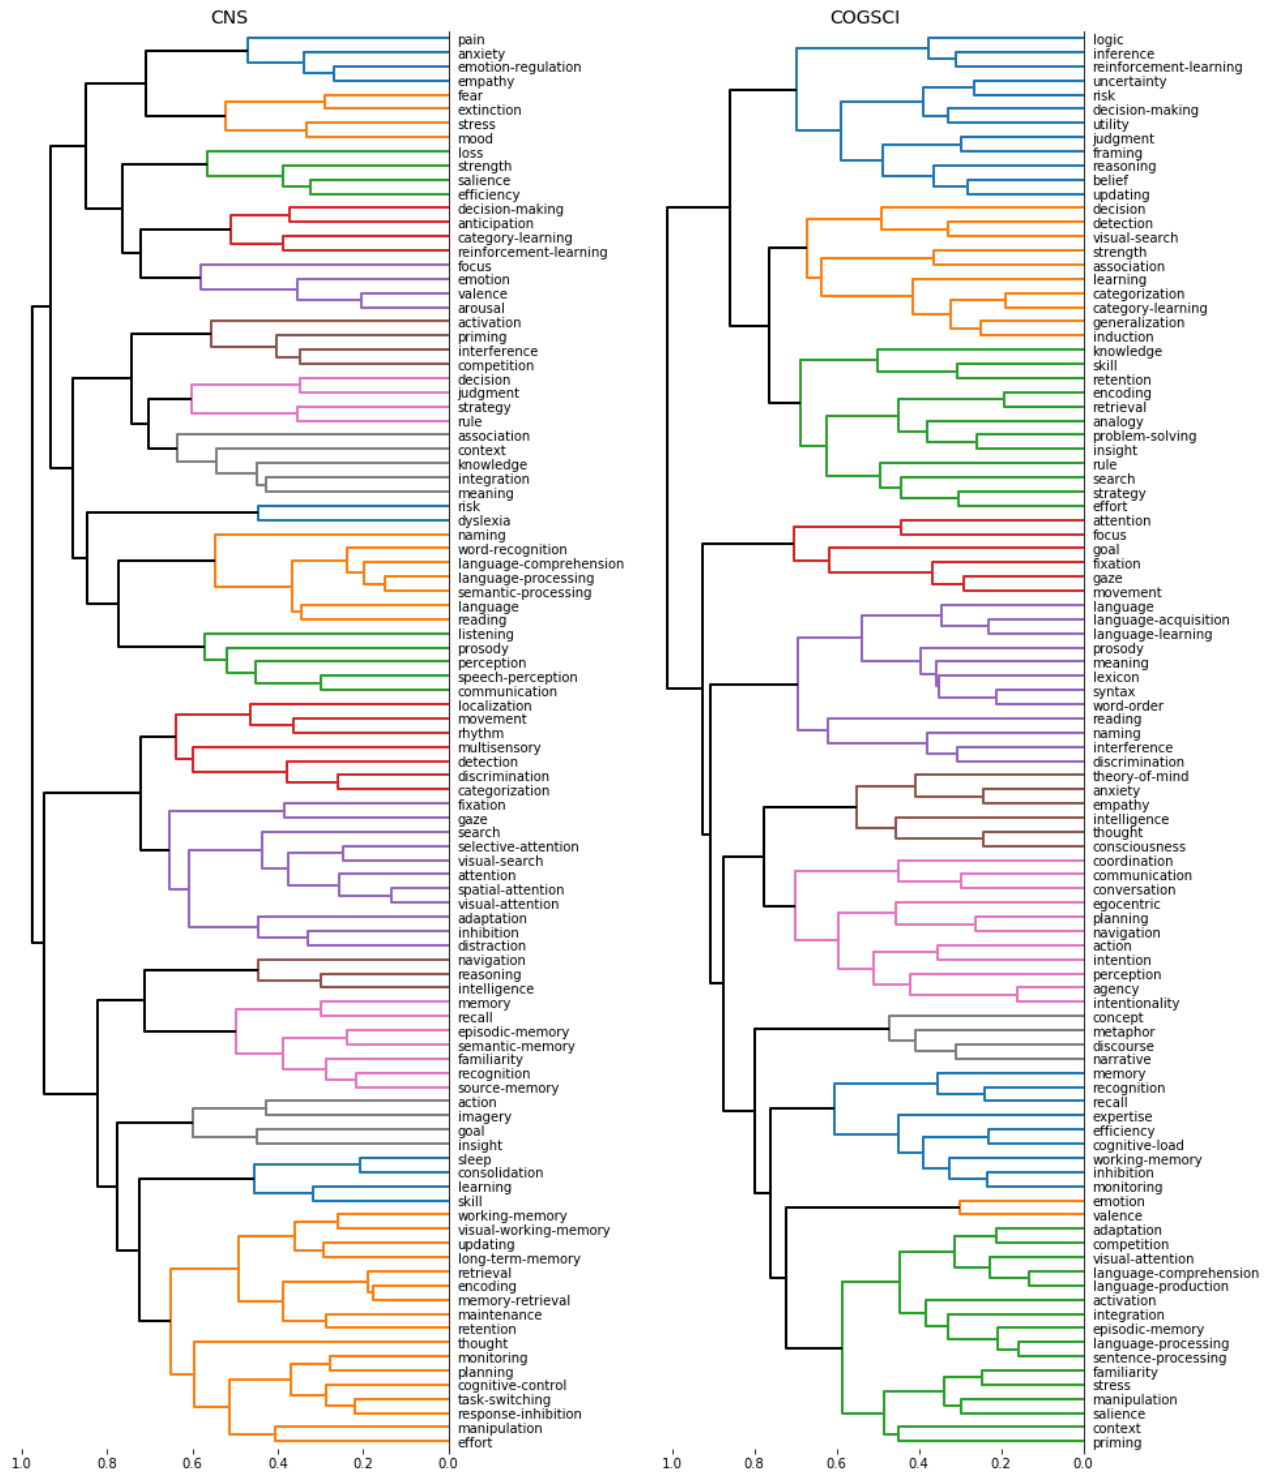 CNS
pain
anxiety
emotion-regulation
empathy
fear
extinction
stress
mood
loss
strength
salience
efficiency
decision-making
anticipation
category-learning
reinforcement-learning
focus
emotion
valence
arousal
activation
priming
interference
competition
decision
judgment
strategy
rule
association
context
knowledge
integration
meaning
risk
dyslexia
naming
word-recognition
language-comprehension
language-processing
semantic-processing
language
reading
listening
prosody
perception
speech-perception
communication
localization
movement
rhythm
multisensory
detection
discrimination
categorization
fixation
gaze
search
selective-attention
visual-search
attention
spatial-attention
visual-attention
adaptation
inhibition
distraction
navigation
reasoning
intelligence
memory
recall
episodic-memory
semantic-memory
familiarity
recognition
source-memory
action
imagery
goal
insight
sleep
consolidation
learning
skill
working-memory
visual-working-memory
updating
long-term-memory
retrieval
encoding
memory-retrieval
maintenance
retention
thought
monitoring
planning
cognitive-control
task-switching
response-inhibition
manipulation
effort
1.0 0.8 0.6 0.4 0.2 0.0
COGSCI
logic
inference
reinforcement-learning
uncertainty
risk
decision-making
utility
judgment
framing
reasoning
belief
updating
decision
detection
visual-search
strength
association
learning
categorization
category-learning
generalization
induction
knowledge
skill
retention
encoding
retrieval
analogy
problem-solving
insight
rule
search
strategy
effort
attention
focus
goal
fixation
gaze
movement
language
language-acquisition
language-learning
prosody
meaning
lexicon
syntax
word-order
reading
naming
interference
discrimination
theory-of-mind
anxiety
empathy
intelligence
thought
consciousness
coordination
communication
conversation
egocentric
planning
navigation
action
intention
perception
agency
intentionality
concept
metaphor
discourse
narrative
memory
recognition
recall
expertise
efficiency
cognitive-load
working-memory
inhibition
monitoring
emotion
valence
adaptation
competition
visual-attention
language-comprehension
language-production
activation
integration
episodic-memory
language-processing
sentence-processing
familiarity
stress
manipulation
salience
context
priming
1.0 0.8 0.6 0.4 0.2 0.0